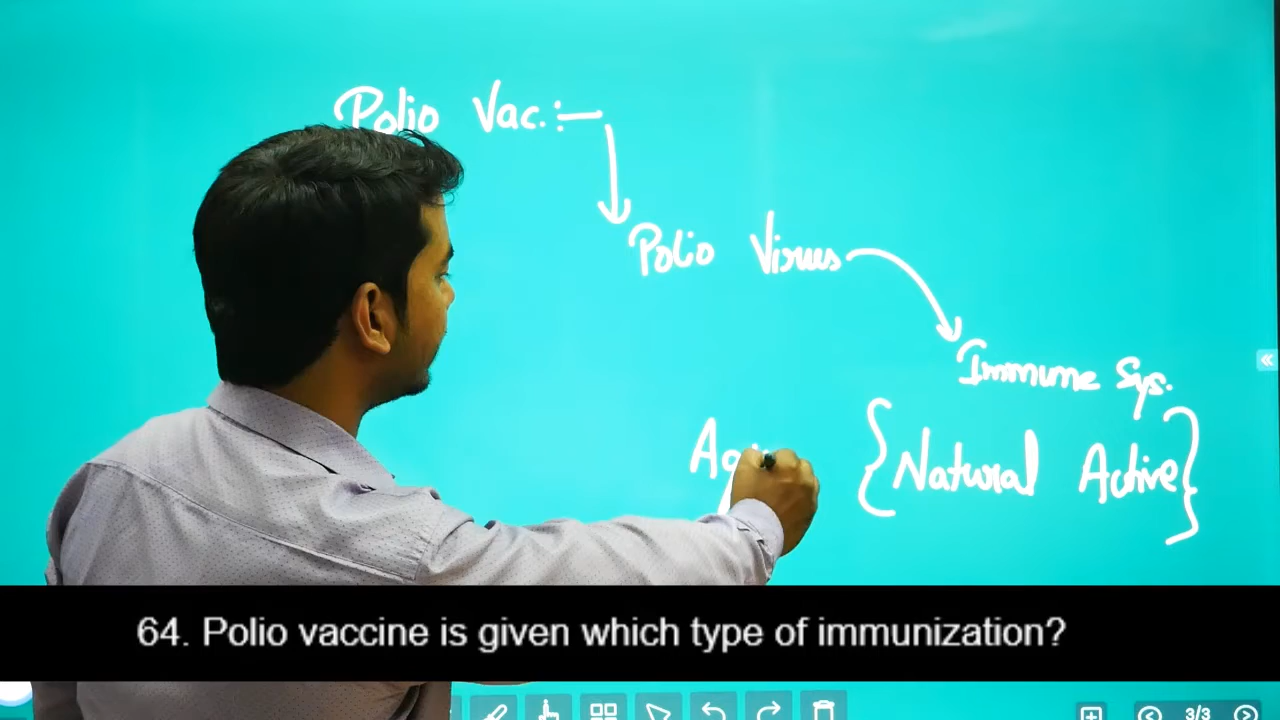 Polio Vac.:-
Polio Virus
Immune Sys.
{Natural Active}
64. Polio vaccine is given which type of immunization?
3/3